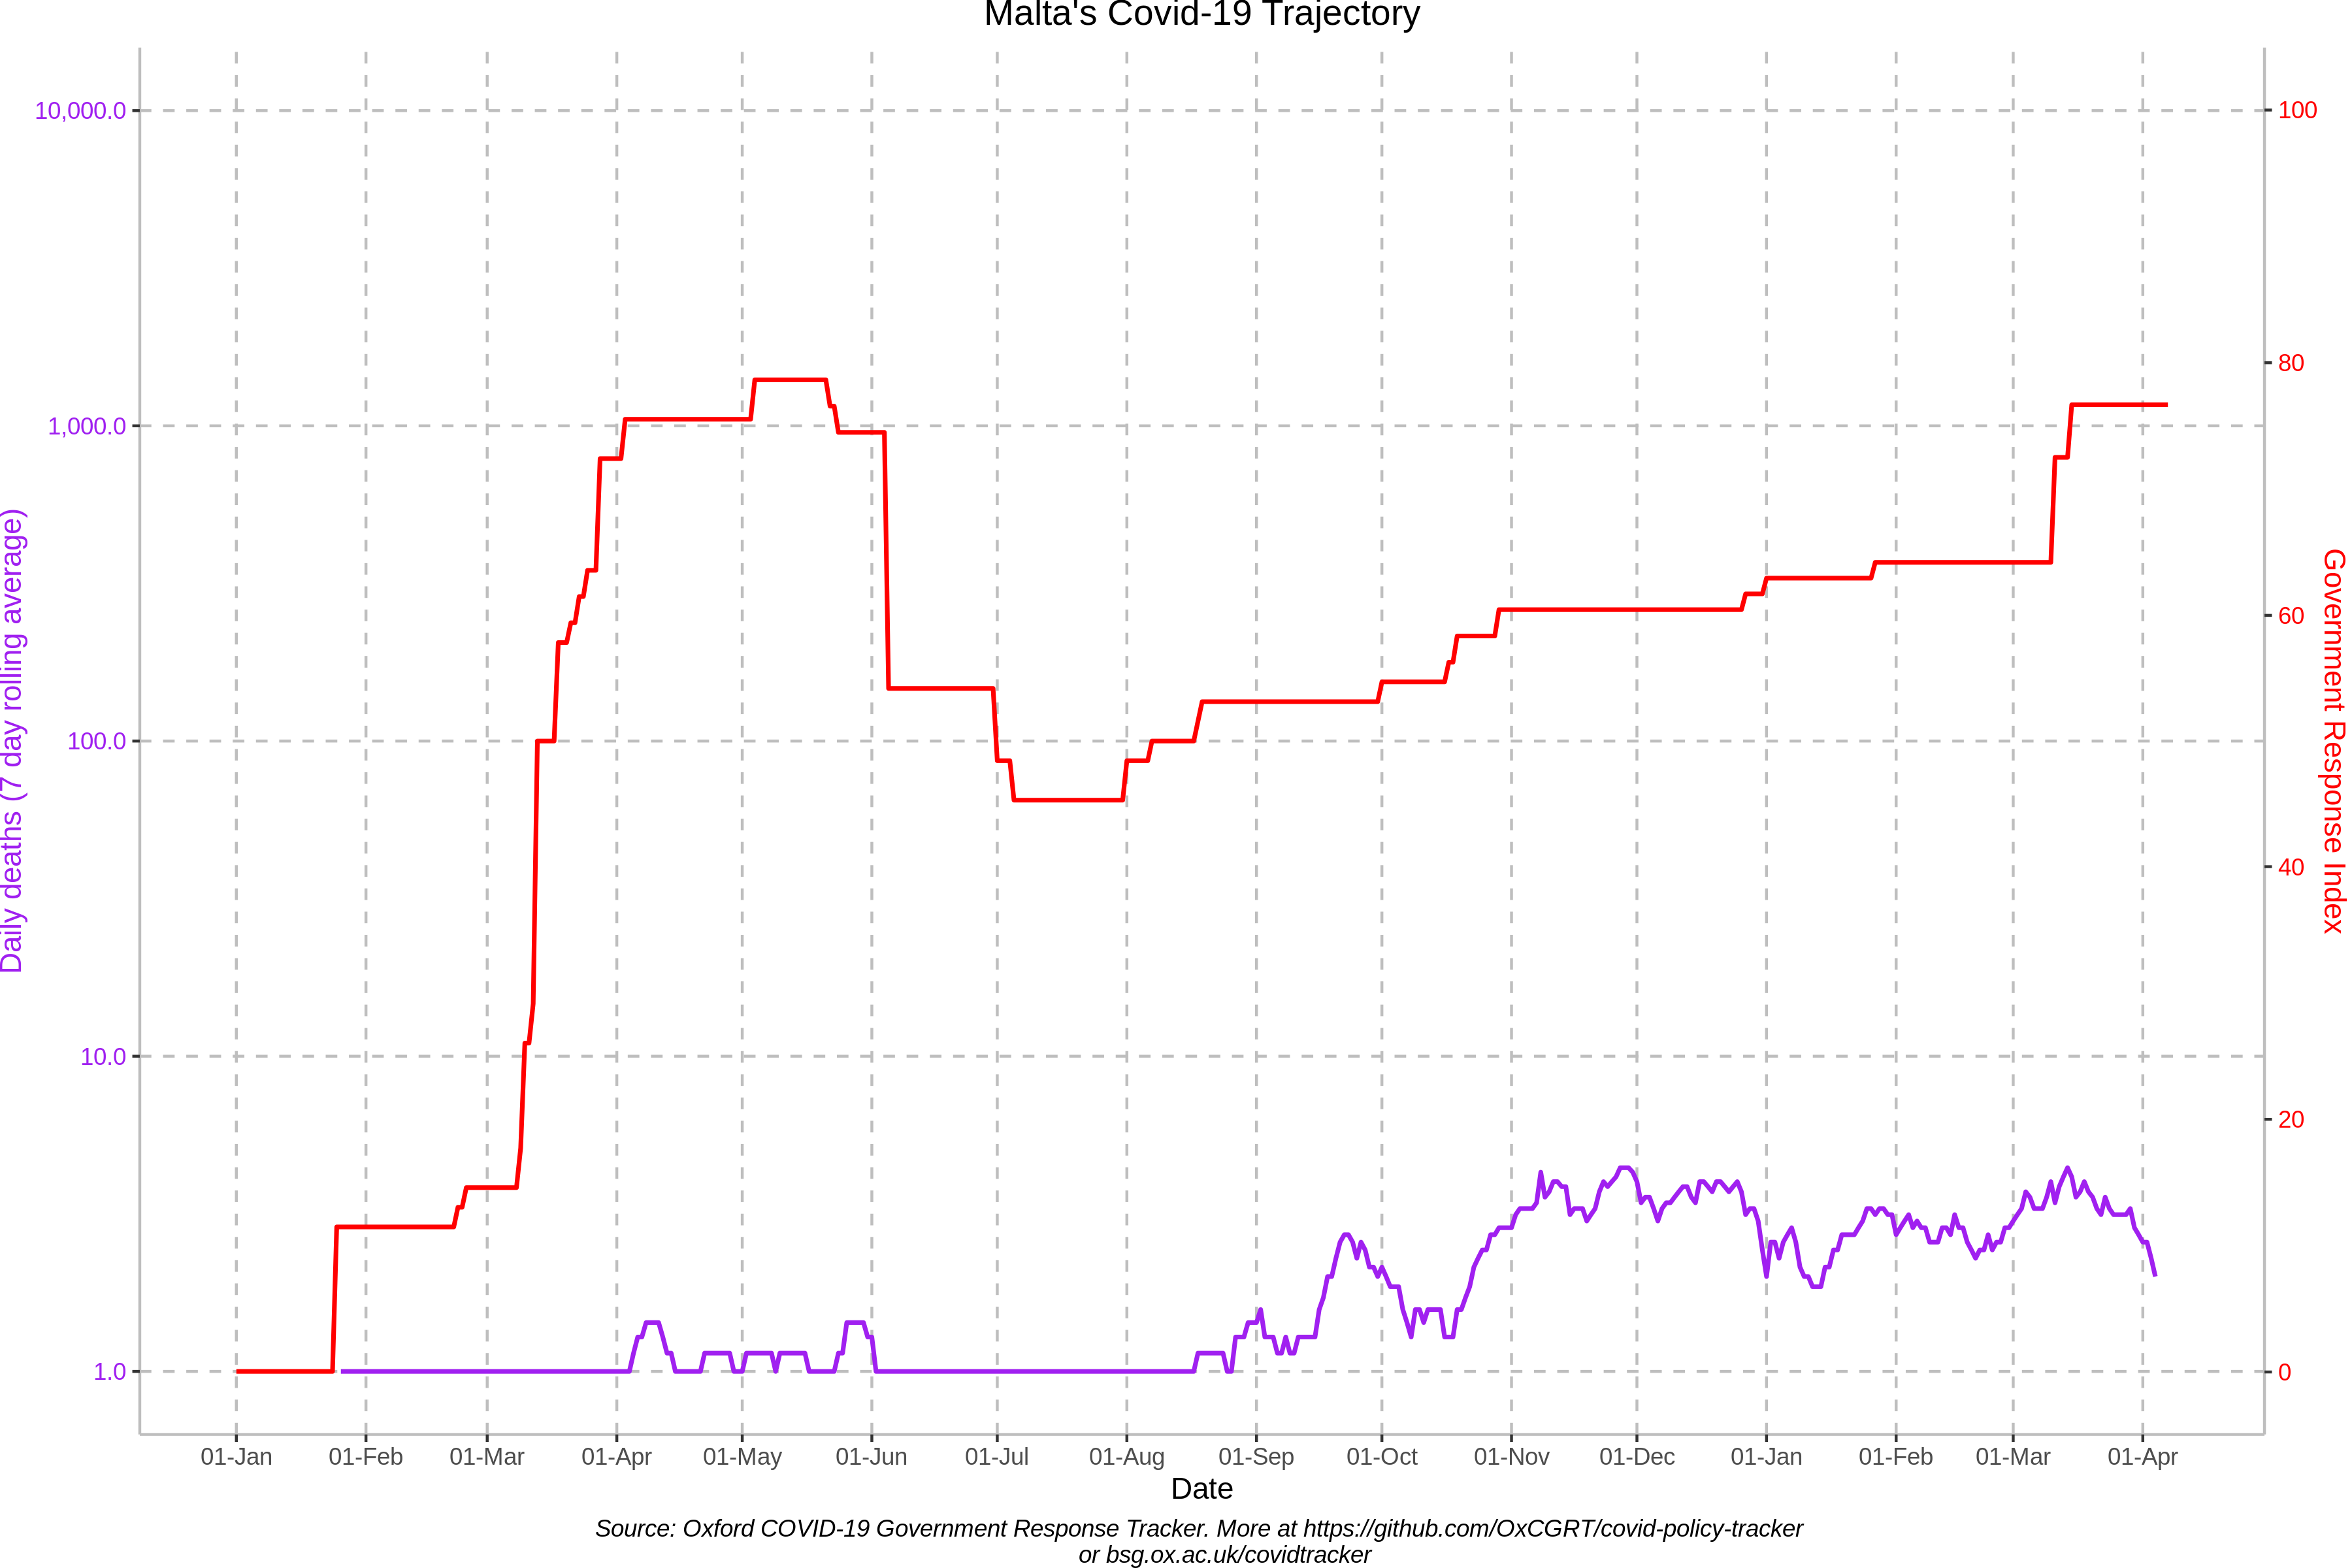 Malta's Covid-19 Trajectory
Daily deaths (7 day rolling average)
10,000.0
1,000.0
100.0
10.0
1.0
100
80
60
40
20
0
Government Response Index
01-Jan 01-Feb 01-Mar 01-Apr 01-May 01-Jun 01-Jul 01-Aug 01-Sep 01-Oct 01-Nov 01-Dec 01-Jan 01-Feb 01-Mar 01-Apr
Date
Source: Oxford COVID-19 Government Response Tracker. More at https://github.com/OxCGRT/covid-policy-tracker
or bsg.ox.ac.uk/covidtracker